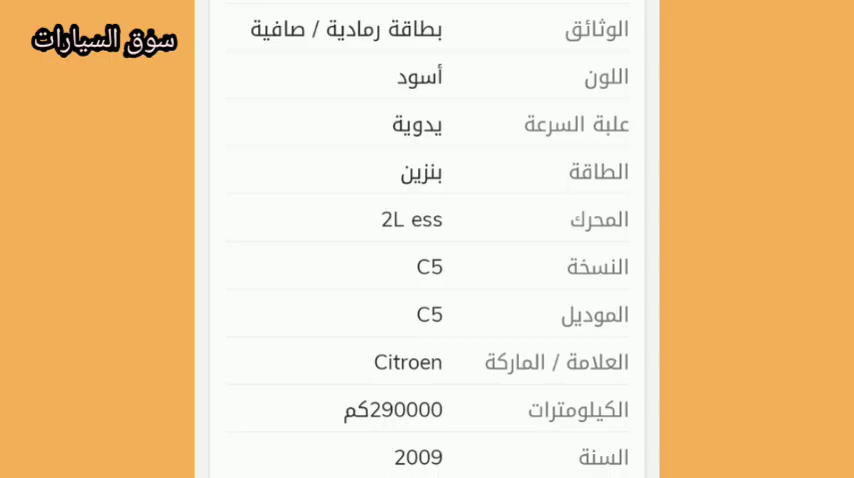 سوق السيارات
الوثائق بطاقة رمادية / صافية
اللون أسود
علبة السرعة يدوية
الطاقة بنزين
المحرك 2L ess
النسخة C5
الموديل C5
العلامة / الماركة Citroen
الكيلومترات 290000كم
السنة 2009